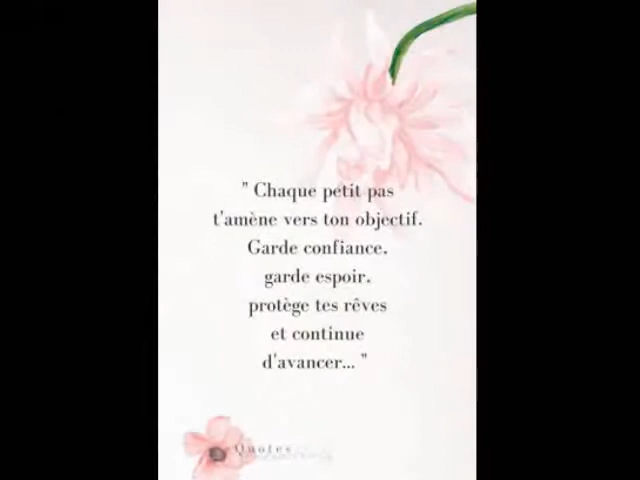 " Chaque petit pas
t'amène vers ton objectif.
Garde confiance,
garde espoir,
protège tes rêves
et continue
d'avancer... "
Quotes